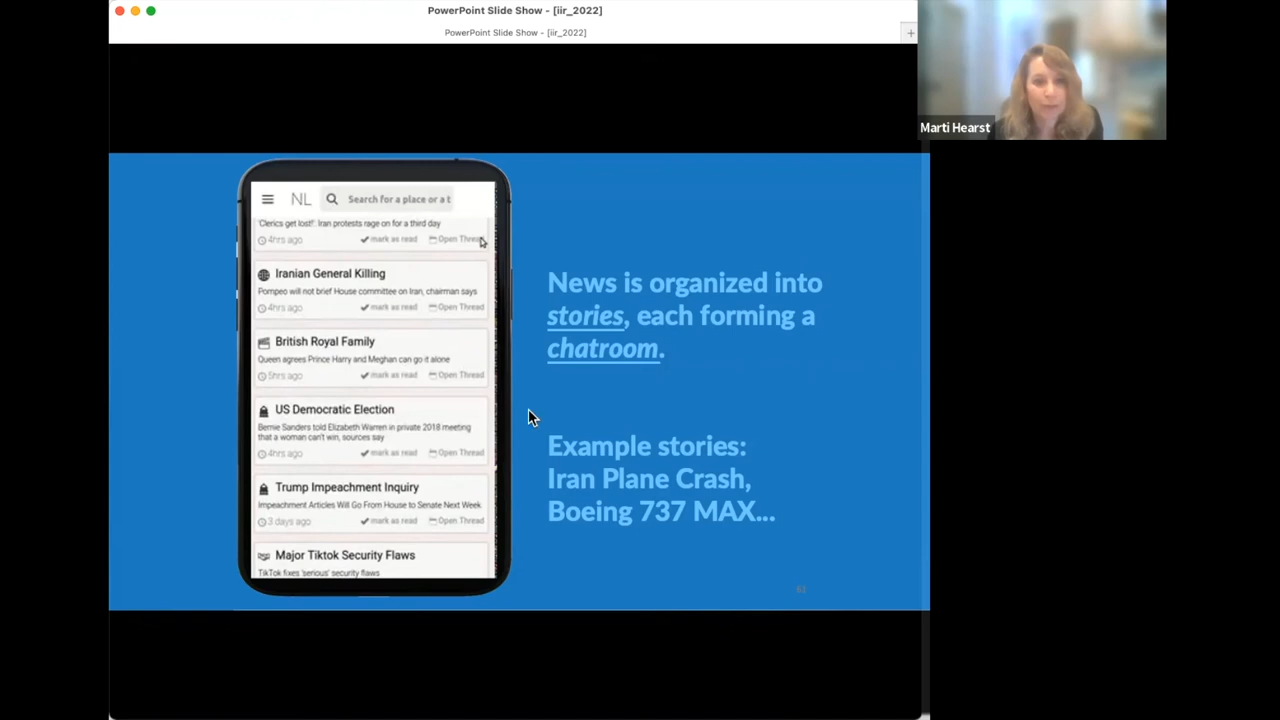 PowerPoint Slide Show - [iir_2022]
PowerPoint Slide Show - [iir_2022]
+
Marti Hearst
NL
Search for a place or a t
'Clerics get lost!': Iran protests rage on for a third day
4hrs ago mark as read Open Thread
Iranian General Killing
Pompeo will not brief House committee on Iran, chairman says
4hrs ago mark as read Open Thread
British Royal Family
Queen agrees Prince Harry and Meghan can go it alone
5hrs ago mark as read Open Thread
US Democratic Election
Bernie Sanders told Elizabeth Warren in private 2018 meeting
that a woman can't win, sources say
4hrs ago mark as read Open Thread
Trump Impeachment Inquiry
Impeachment Articles Will Go From House to Senate Next Week
3 days ago mark as read Open Thread
Major Tiktok Security Flaws
TikTok fixes 'serious' security flaws
News is organized into
stories, each forming a
chatroom.
Example stories:
Iran Plane Crash,
Boeing 737 MAX...